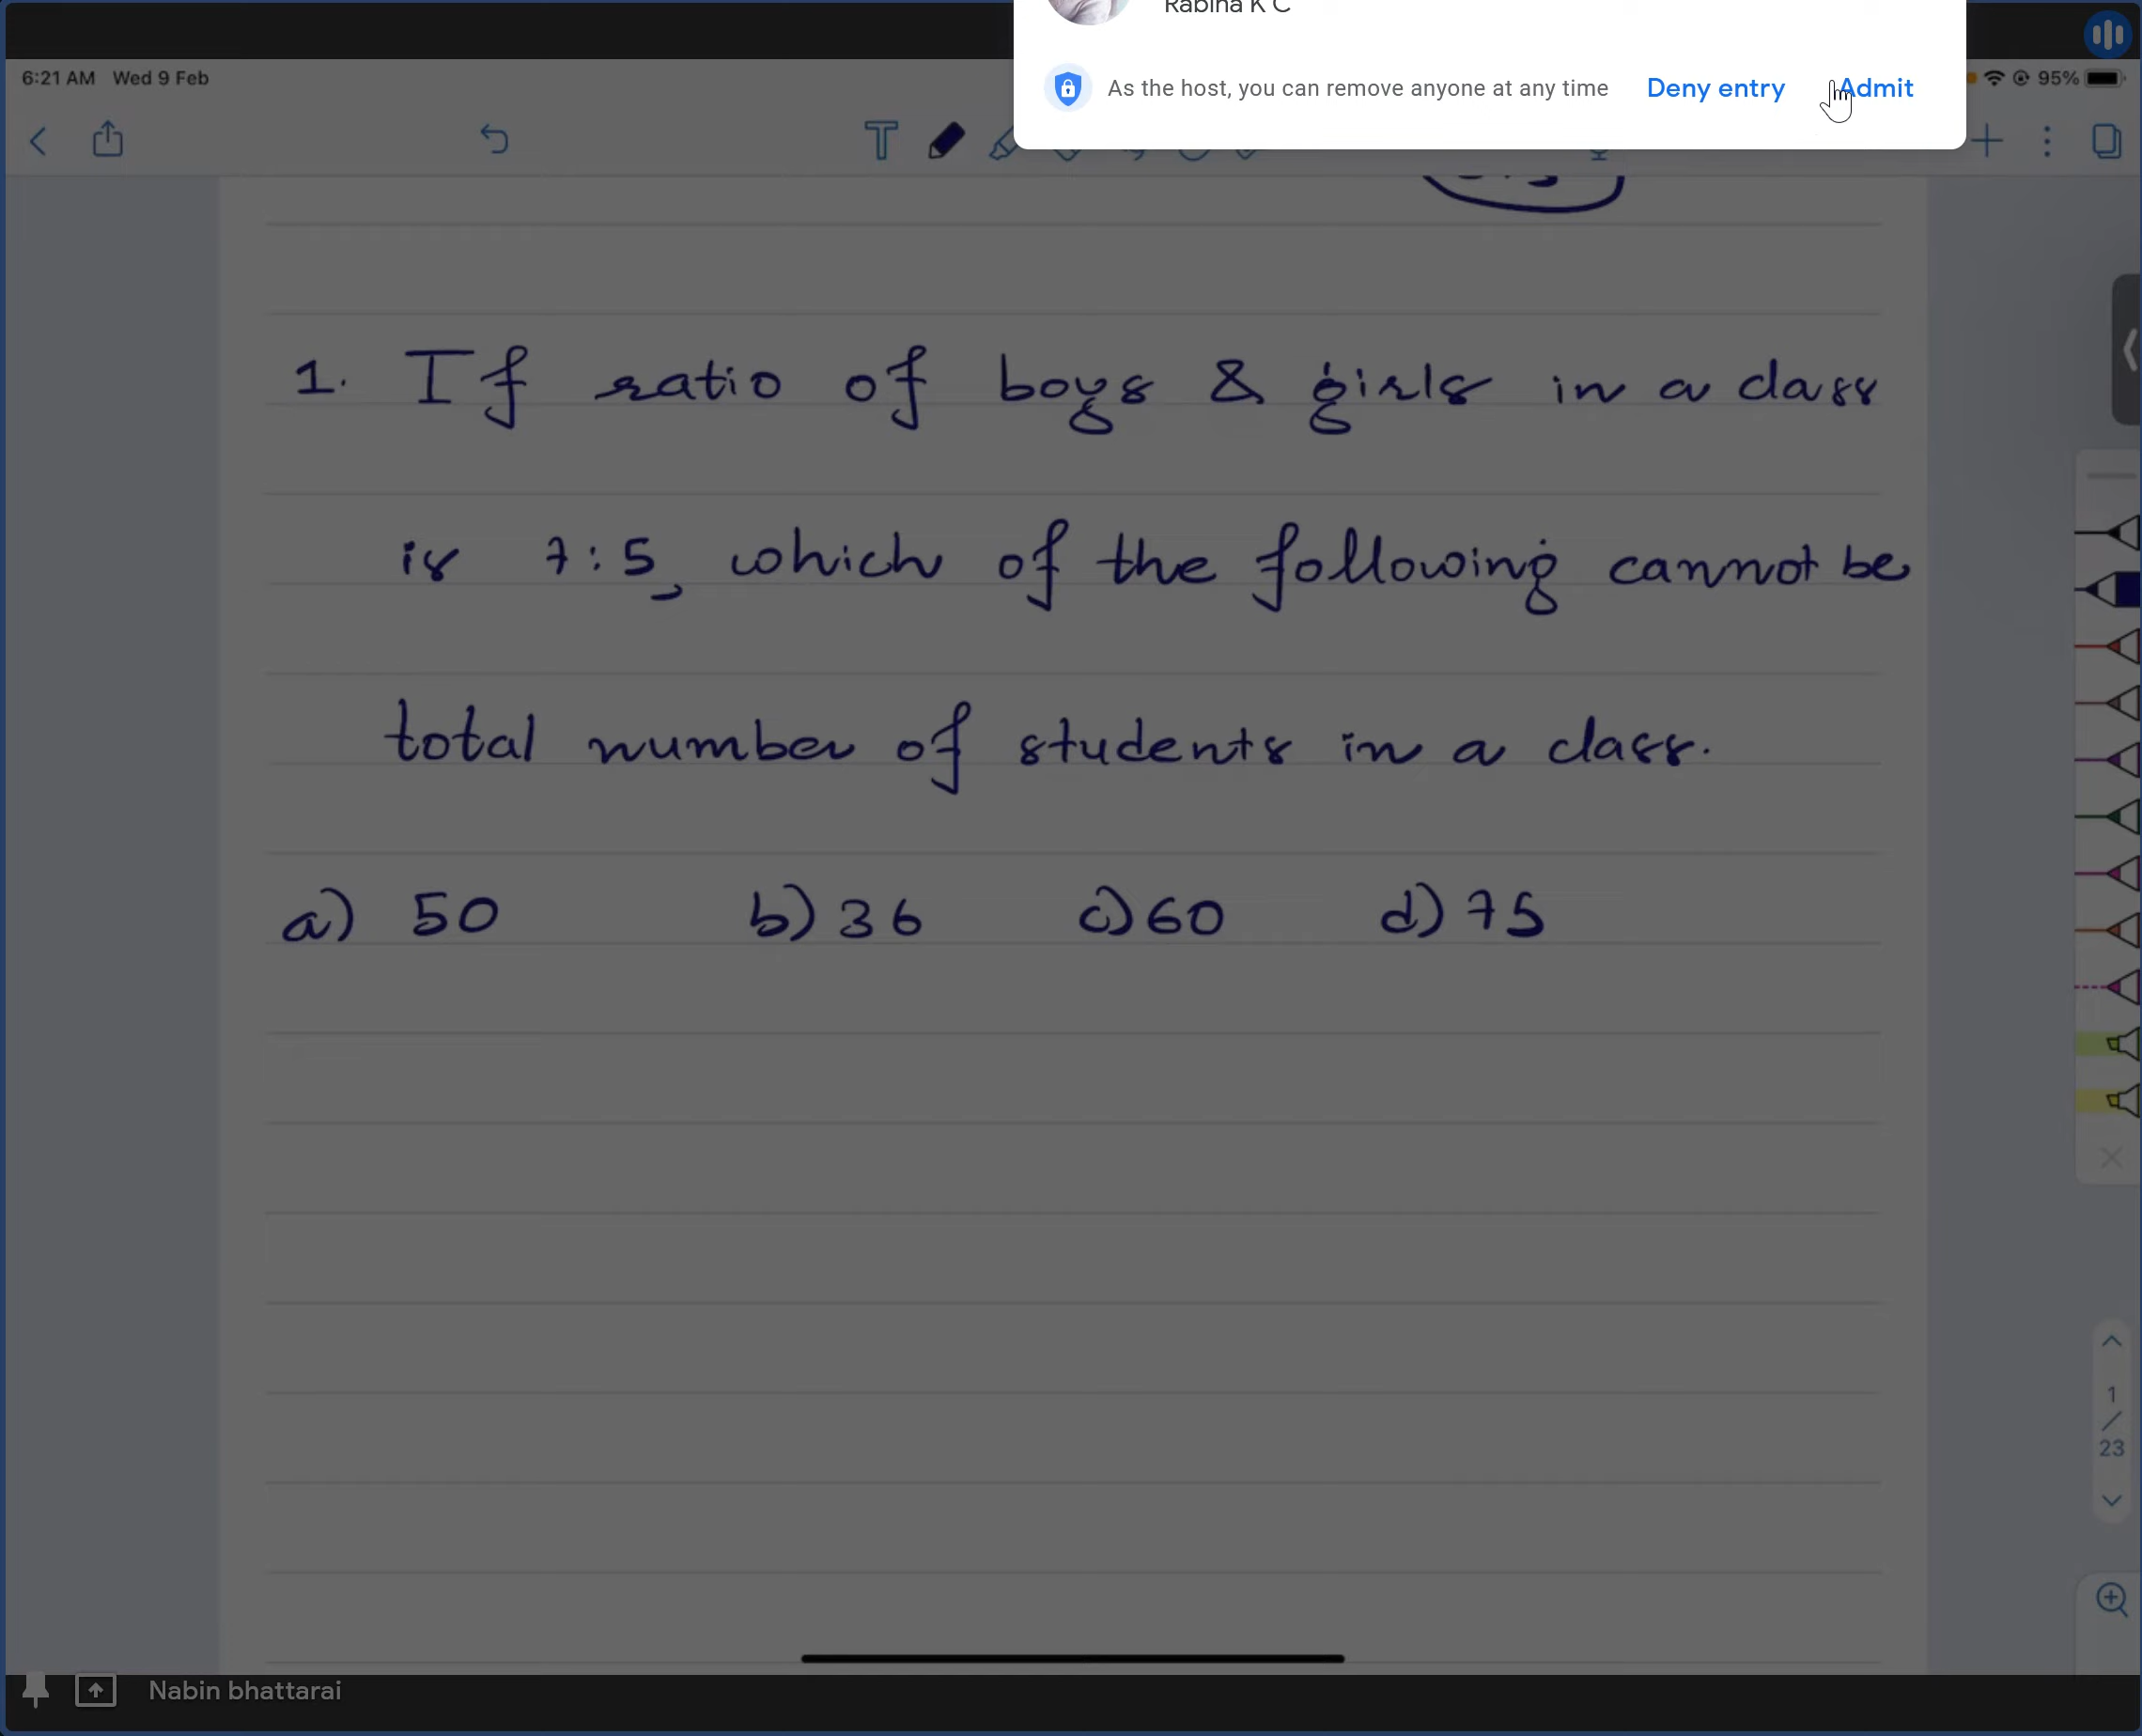 Rabina K C
As the host, you can remove anyone at any time Deny entry Admit
6:21 AM Wed 9 Feb 95%
1. If ratio of boys & girls in a class
is 7:5, which of the following cannot be
total number of students in a class.
a) 50 b) 36 c) 60 d) 75
1
/
23
Nabin bhattarai